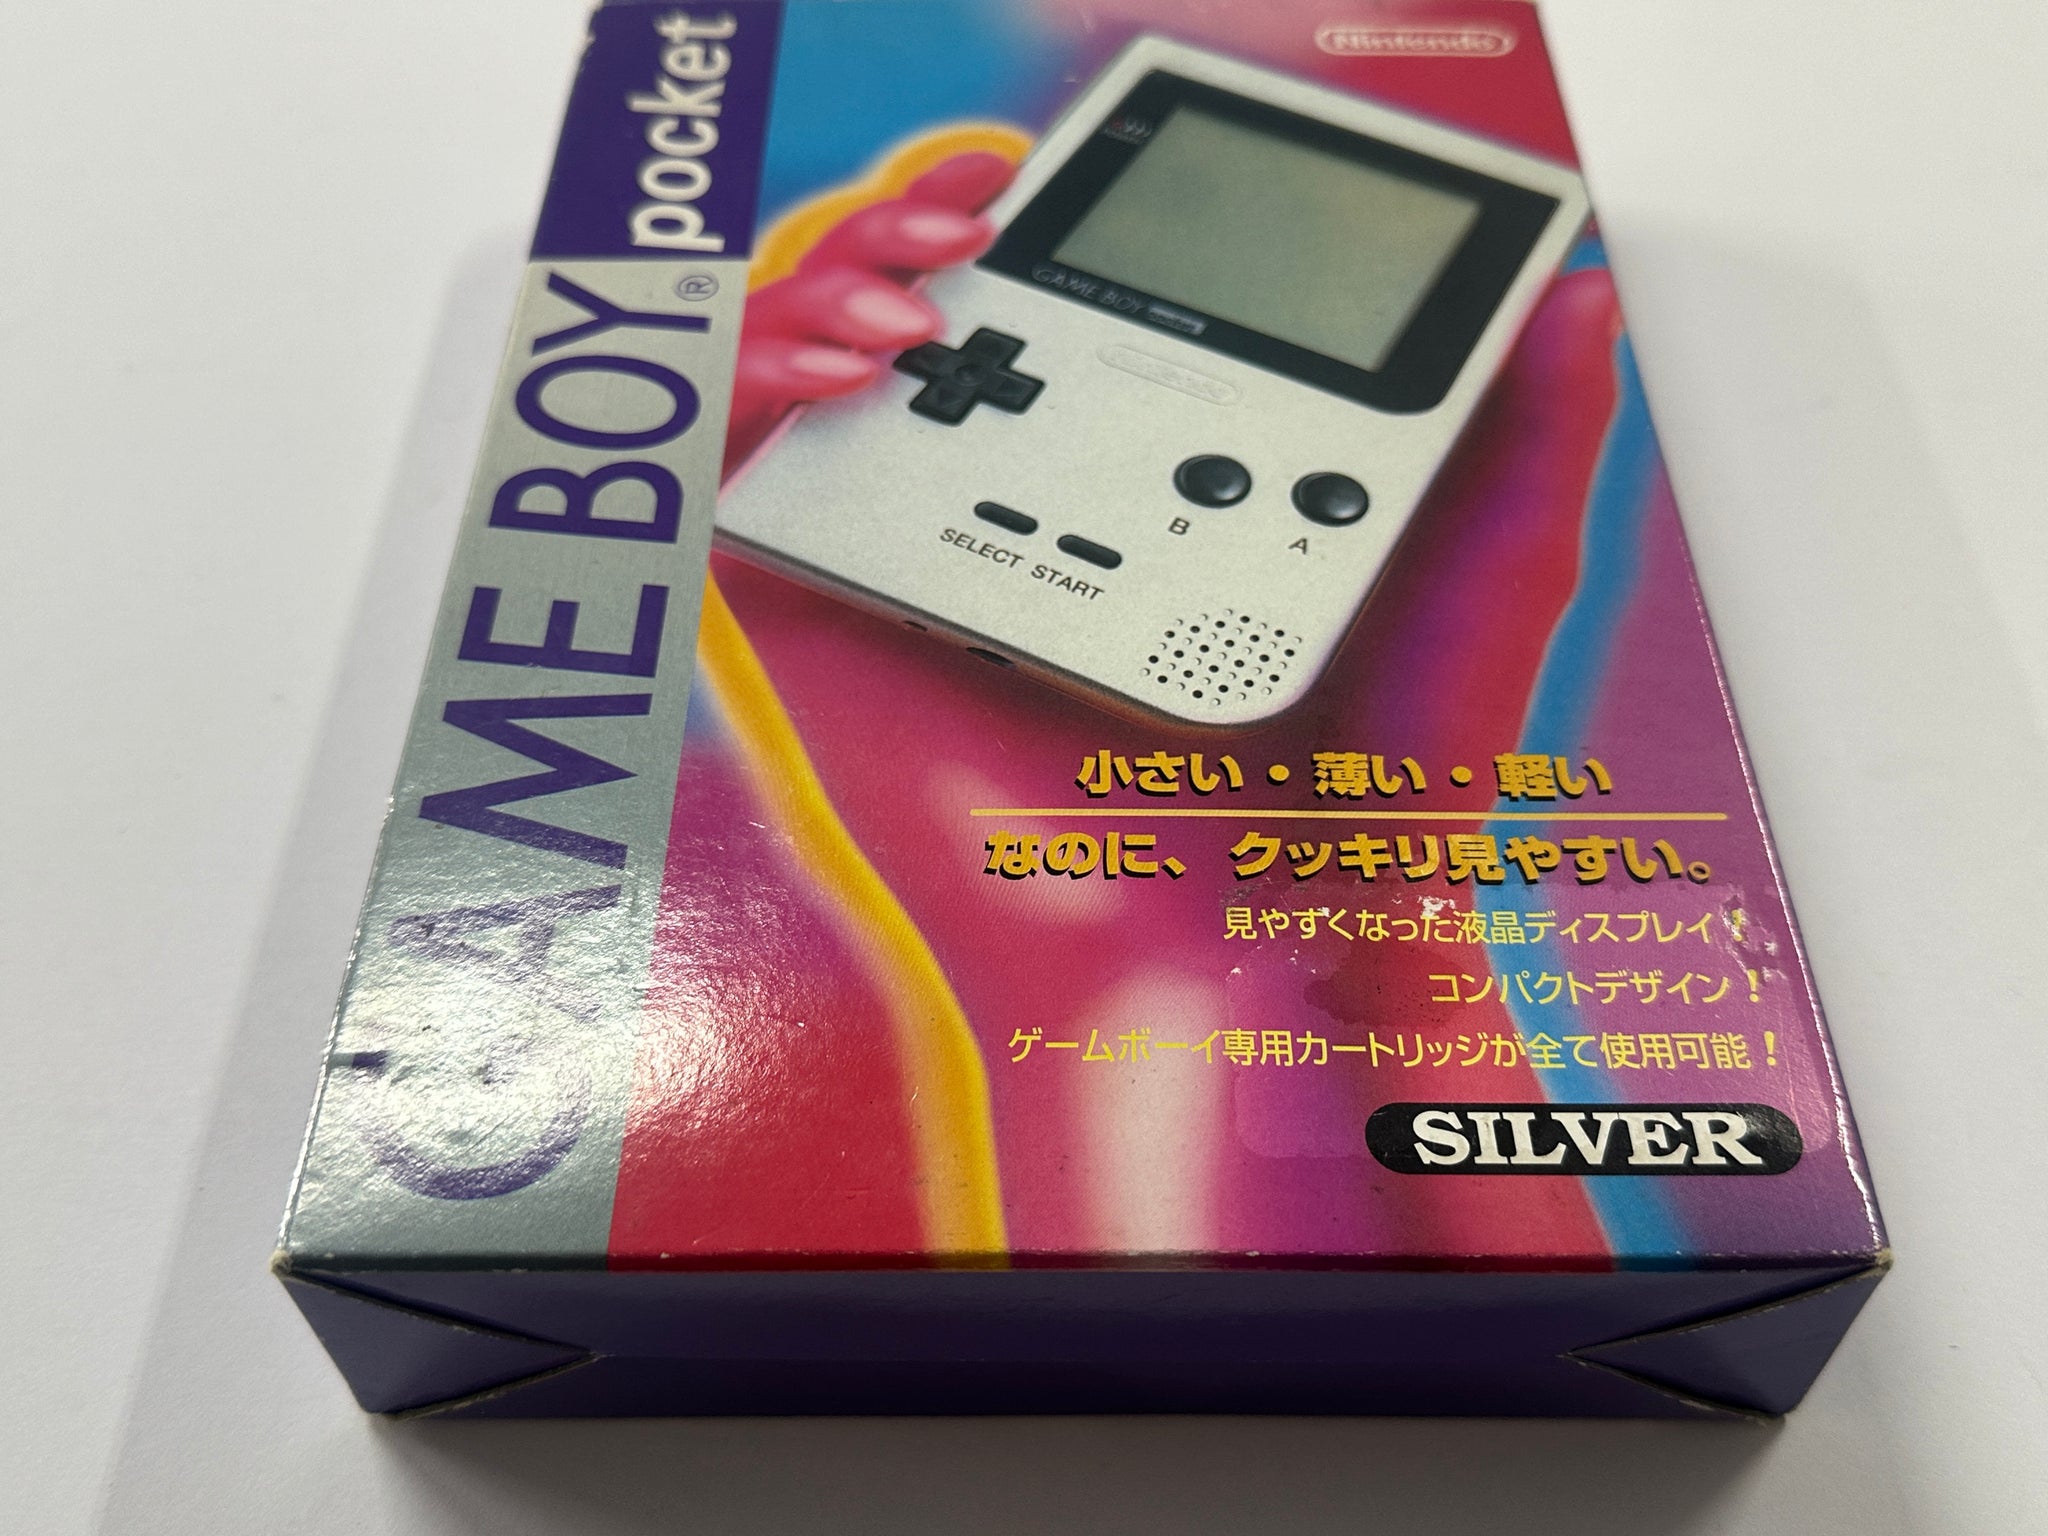 Nintendo
GAME BOY® pocket
GAME BOY pocket
Nintendo
B
A
SELECT START
小さい・薄い・軽い
なのに、クッキリ見やすい。
見やすくなった液晶ディスプレイ!
コンパクトデザイン!
ゲームボーイ専用カートリッジが全て使用可能!
SILVER